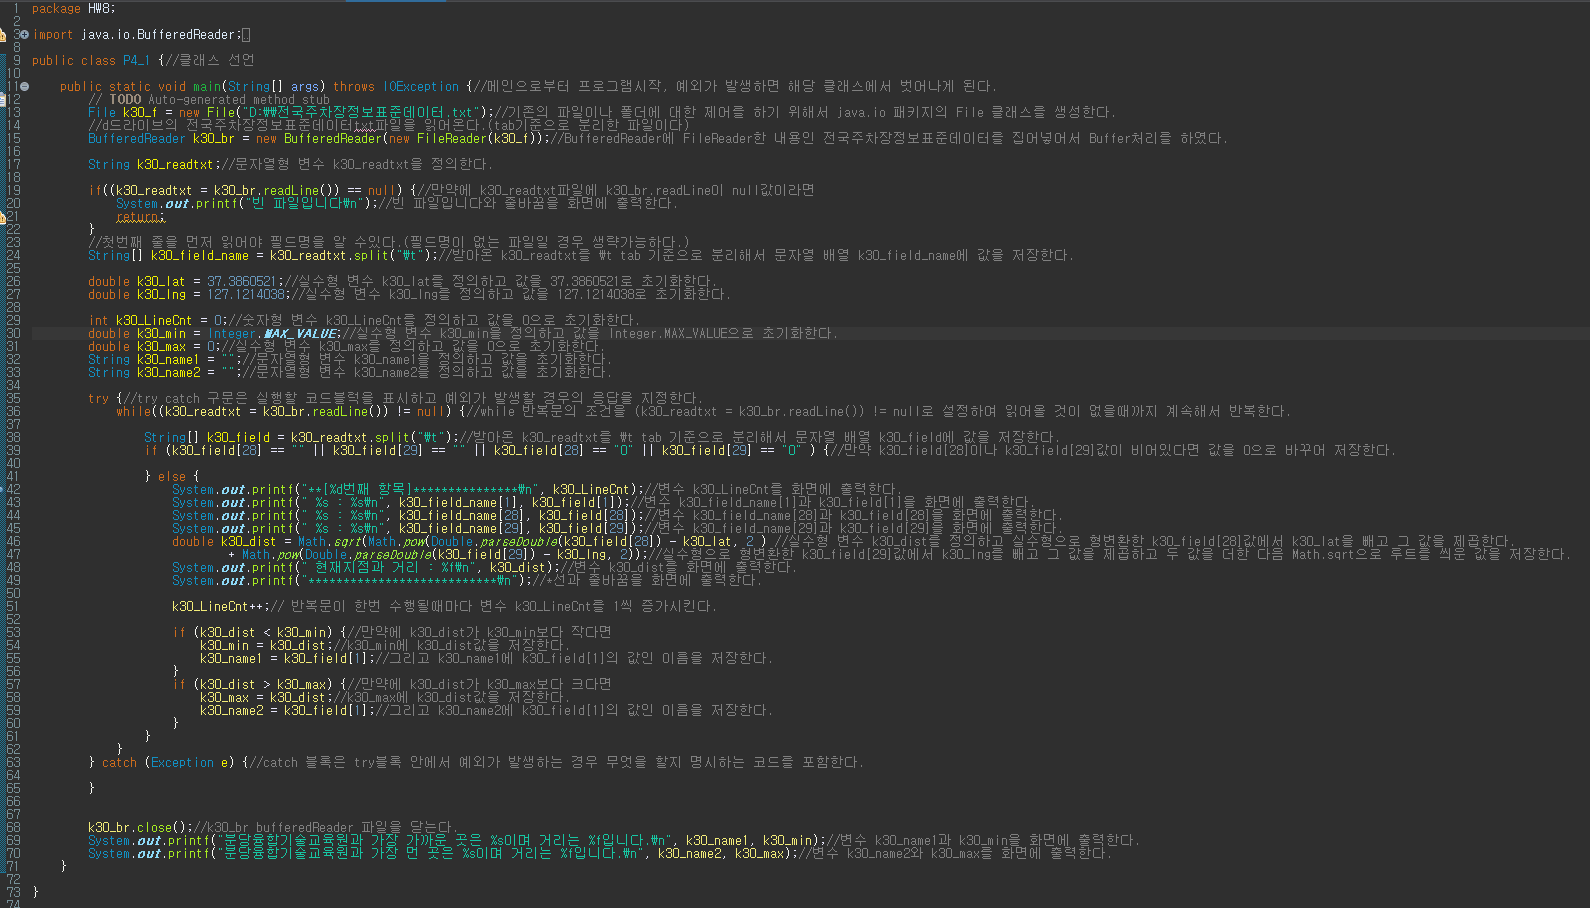 1 package HW8;
2
3 import java.io.BufferedReader;
8
9 public class P4_1 {//클래스 선언
10
11 public static void main(String[] args) throws IOException {//메인으로부터 프로그램시작, 예외가 발생하면 해당 클래스에서 벗어나게 된다.
12 // TODO Auto-generated method stub
13 File k30_f = new File("D:\\전국주차장정보표준데이터.txt");//기존의 파일이나 폴더에 대한 제어를 하기 위해서 java.io 패키지의 File 클래스를 생성한다.
14 //d드라이브의 전국주차장정보표준데이터txt파일을 읽어온다.(tab기준으로 분리한 파일이다)
15 BufferedReader k30_br = new BufferedReader(new FileReader(k30_f));//BufferedReader에 FileReader한 내용인 전국주차장정보표준데이터를 집어넣어서 Buffer처리를 하였다.
16
17 String k30_readtxt;//문자열형 변수 k30_readtxt을 정의한다.
18
19 if((k30_readtxt = k30_br.readLine()) == null) {//만약에 k30_readtxt파일에 k30_br.readLine이 null값이라면
20 System.out.printf("빈 파일입니다\n");//빈 파일입니다와 줄바꿈을 화면에 출력한다.
21 return;
22 }
23 //첫번째 줄을 먼저 읽어야 필드명을 알 수있다.(필드명이 없는 파일일 경우 생략가능하다.)
24 String[] k30_field_name = k30_readtxt.split("\t");//받아온 k30_readtxt를 \t tab 기준으로 분리해서 문자열 배열 k30_field_name에 값을 저장한다.
25
26 double k30_lat = 37.3860521;//실수형 변수 k30_lat를 정의하고 값을 37.3860521로 초기화한다.
27 double k30_lng = 127.1214038;//실수형 변수 k30_lng를 정의하고 값을 127.1214038로 초기화한다.
28
29 int k30_LineCnt = 0;//숫자형 변수 k30_LineCnt를 정의하고 값을 0으로 초기화한다.
30 double k30_min = Integer.MAX_VALUE;//실수형 변수 k30_min을 정의하고 값을 Integer.MAX_VALUE으로 초기화한다.
31 double k30_max = 0;//실수형 변수 k30_max를 정의하고 값을 0으로 초기화한다.
32 String k30_name1 = "";//문자열형 변수 k30_name1을 정의하고 값을 초기화한다.
33 String k30_name2 = "";//문자열형 변수 k30_name2을 정의하고 값을 초기화한다.
34
35 try {//try catch 구문은 실행할 코드블럭을 표시하고 예외가 발생할 경우의 응답을 지정한다.
36 while((k30_readtxt = k30_br.readLine()) != null) {//while 반복문의 조건을 (k30_readtxt = k30_br.readLine()) != null로 설정하여 읽어올 것이 없을때까지 계속해서 반복한다.
37
38 String[] k30_field = k30_readtxt.split("\t");//받아온 k30_readtxt를 \t tab 기준으로 분리해서 문자열 배열 k30_field에 값을 저장한다.
39 if (k30_field[28] == "" || k30_field[29] == "" || k30_field[28] == "0" || k30_field[29] == "0" ) {//만약 k30_field[28]이나 k30_field[29]값이 비어있다면 값을 0으로 바꾸어 저장한다.
40
41 } else {
42 System.out.printf("**[%d번째 항목]***************\n", k30_LineCnt);//변수 k30_LineCnt를 화면에 출력한다.
43 System.out.printf(" %s : %s\n", k30_field_name[1], k30_field[1]);//변수 k30_field_name[1]과 k30_field[1]을 화면에 출력한다.
44 System.out.printf(" %s : %s\n", k30_field_name[28], k30_field[28]);//변수 k30_field_name[28]과 k30_field[28]을 화면에 출력한다.
45 System.out.printf(" %s : %s\n", k30_field_name[29], k30_field[29]);//변수 k30_field_name[29]과 k30_field[29]을 화면에 출력한다.
46 double k30_dist = Math.sqrt(Math.pow(Double.parseDouble(k30_field[28]) - k30_lat, 2 ) //실수형 변수 k30_dist를 정의하고 실수형으로 형변환한 k30_field[28]값에서 k30_lat을 빼고 그 값을 제곱한다.
47 + Math.pow(Double.parseDouble(k30_field[29]) - k30_lng, 2));//실수형으로 형변환한 k30_field[29]값에서 k30_lng를 빼고 그 값을 제곱하고 두 값을 더한 다음 Math.sqrt으로 루트를 씌운 값을 저장한다.
48 System.out.printf(" 현재지점과 거리 : %f\n", k30_dist);//변수 k30_dist를 화면에 출력한다.
49 System.out.printf("***************************\n");//*선과 줄바꿈을 화면에 출력한다.
50
51 k30_LineCnt++;// 반복문이 한번 수행될때마다 변수 k30_LineCnt를 1씩 증가시킨다.
52
53 if (k30_dist < k30_min) {//만약에 k30_dist가 k30_min보다 작다면
54 k30_min = k30_dist;//k30_min에 k30_dist값을 저장한다.
55 k30_name1 = k30_field[1];//그리고 k30_name1에 k30_field[1]의 값인 이름을 저장한다.
56 }
57 if (k30_dist > k30_max) {//만약에 k30_dist가 k30_max보다 크다면
58 k30_max = k30_dist;//k30_max에 k30_dist값을 저장한다.
59 k30_name2 = k30_field[1];//그리고 k30_name2에 k30_field[1]의 값인 이름을 저장한다.
60 }
61 }
62 }
63 } catch (Exception e) {//catch 블록은 try블록 안에서 예외가 발생하는 경우 무엇을 할지 명시하는 코드를 포함한다.
64
65 }
66
67
68 k30_br.close();//k30_br bufferedReader 파일을 닫는다.
69 System.out.printf("분당융합기술교육원과 가장 가까운 곳은 %s이며 거리는 %f입니다.\n", k30_name1, k30_min);//변수 k30_name1과 k30_min을 화면에 출력한다.
70 System.out.printf("분당융합기술교육원과 가장 먼 곳은 %s이며 거리는 %f입니다.\n", k30_name2, k30_max);//변수 k30_name2와 k30_max를 화면에 출력한다.
71 }
72
73 }
74